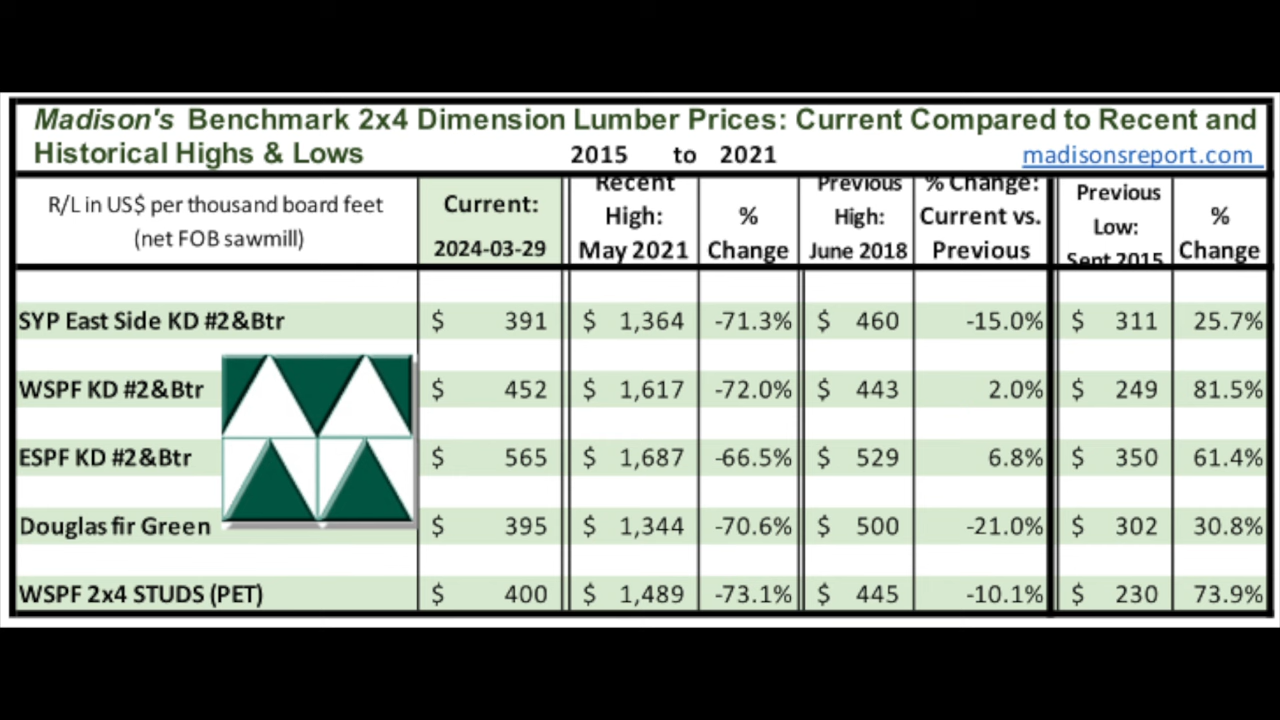 Madison's Benchmark 2x4 Dimension Lumber Prices: Current Compared to Recent and
Historical Highs & Lows 2015 to 2021 madisonsreport.com
R/L in US$ per thousand board feet
(net FOB sawmill)
Current:
2024-03-29
Recent
High:
May 2021
%
Change
Previous
High:
June 2018
% Change:
Current vs.
Previous
Previous
Low:
Sept 2015
%
Change
SYP East Side KD #2&Btr $ 391 $ 1,364 -71.3% $ 460 -15.0% $ 311 25.7%
WSPF KD #2&Btr $ 452 $ 1,617 -72.0% $ 443 2.0% $ 249 81.5%
ESPF KD #2&Btr $ 565 $ 1,687 -66.5% $ 529 6.8% $ 350 61.4%
Douglas fir Green $ 395 $ 1,344 -70.6% $ 500 -21.0% $ 302 30.8%
WSPF 2x4 STUDS (PET) $ 400 $ 1,489 -73.1% $ 445 -10.1% $ 230 73.9%